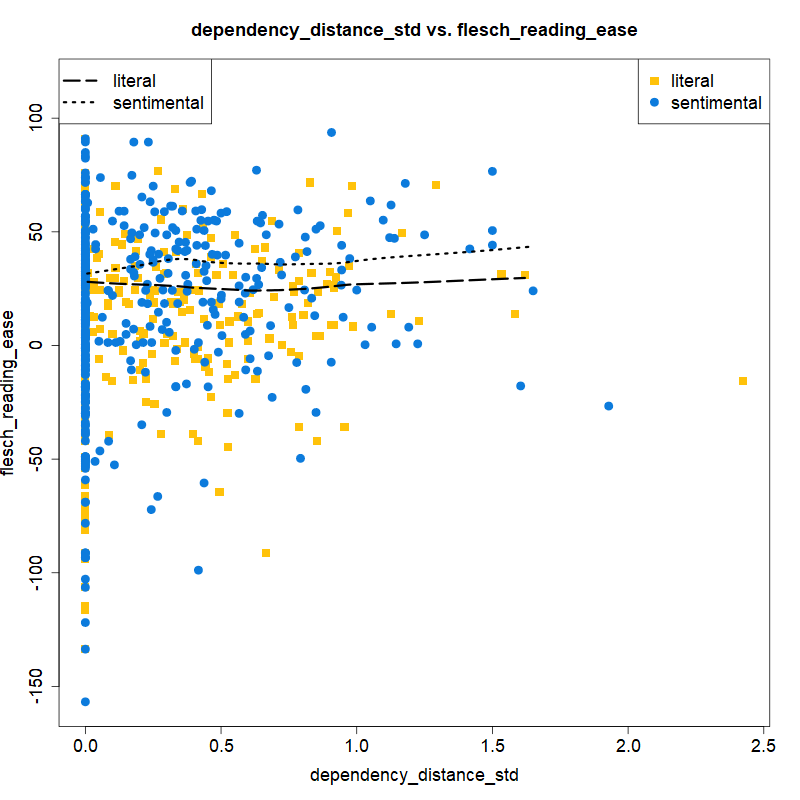 dependency_distance_std vs. flesch_reading_ease
literal
sentimental
literal
sentimental
flesch_reading_ease
100
50
0
-50
-100
-150
0.0
0.5
1.0
1.5
2.0
2.5
dependency_distance_std